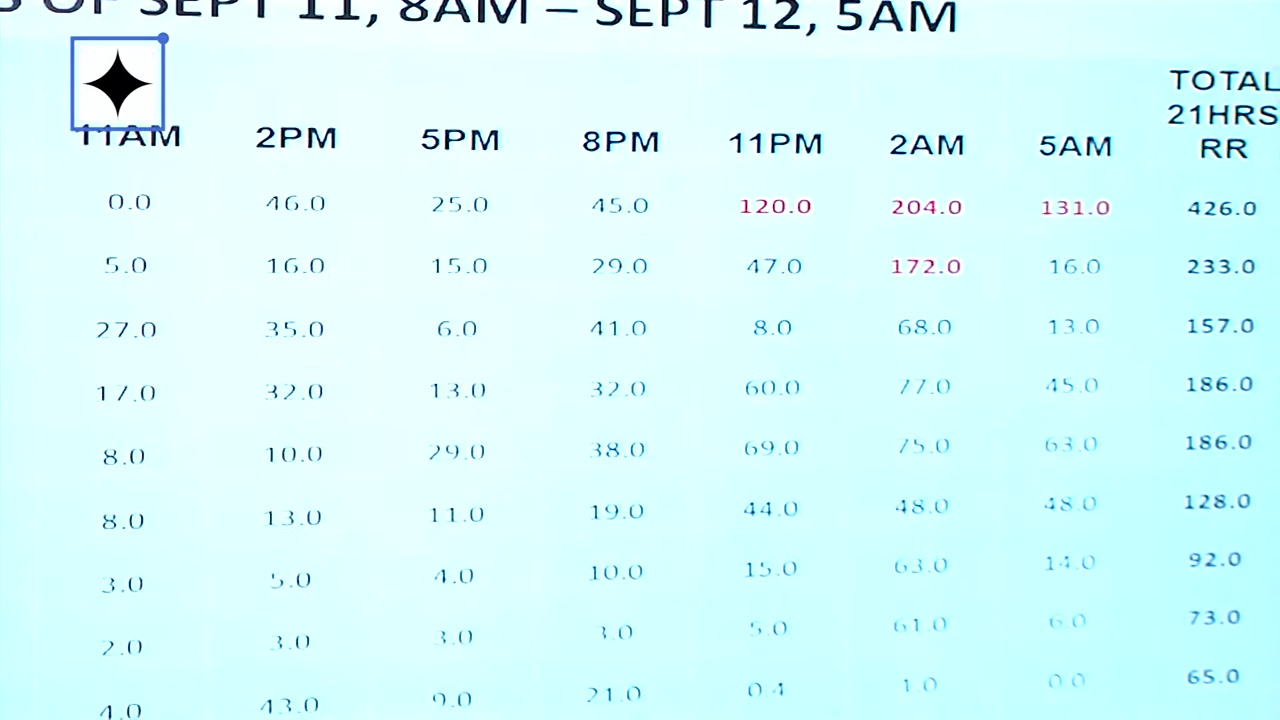 OF SEPT 11, 8AM – SEPT 12, 5AM
11AM 2PM 5PM 8PM 11PM 2AM 5AM TOTAL 21HRS RR
0.0 46.0 25.0 45.0 120.0 204.0 131.0 426.0
5.0 16.0 15.0 29.0 47.0 172.0 16.0 233.0
27.0 35.0 6.0 41.0 8.0 68.0 13.0 157.0
17.0 32.0 13.0 32.0 60.0 77.0 45.0 186.0
8.0 10.0 29.0 38.0 69.0 75.0 63.0 186.0
8.0 13.0 11.0 19.0 44.0 48.0 48.0 128.0
3.0 5.0 4.0 10.0 15.0 63.0 14.0 92.0
2.0 3.0 3.0 3.0 5.0 61.0 6.0 73.0
4.0 43.0 9.0 21.0 0.4 1.0 0.0 65.0